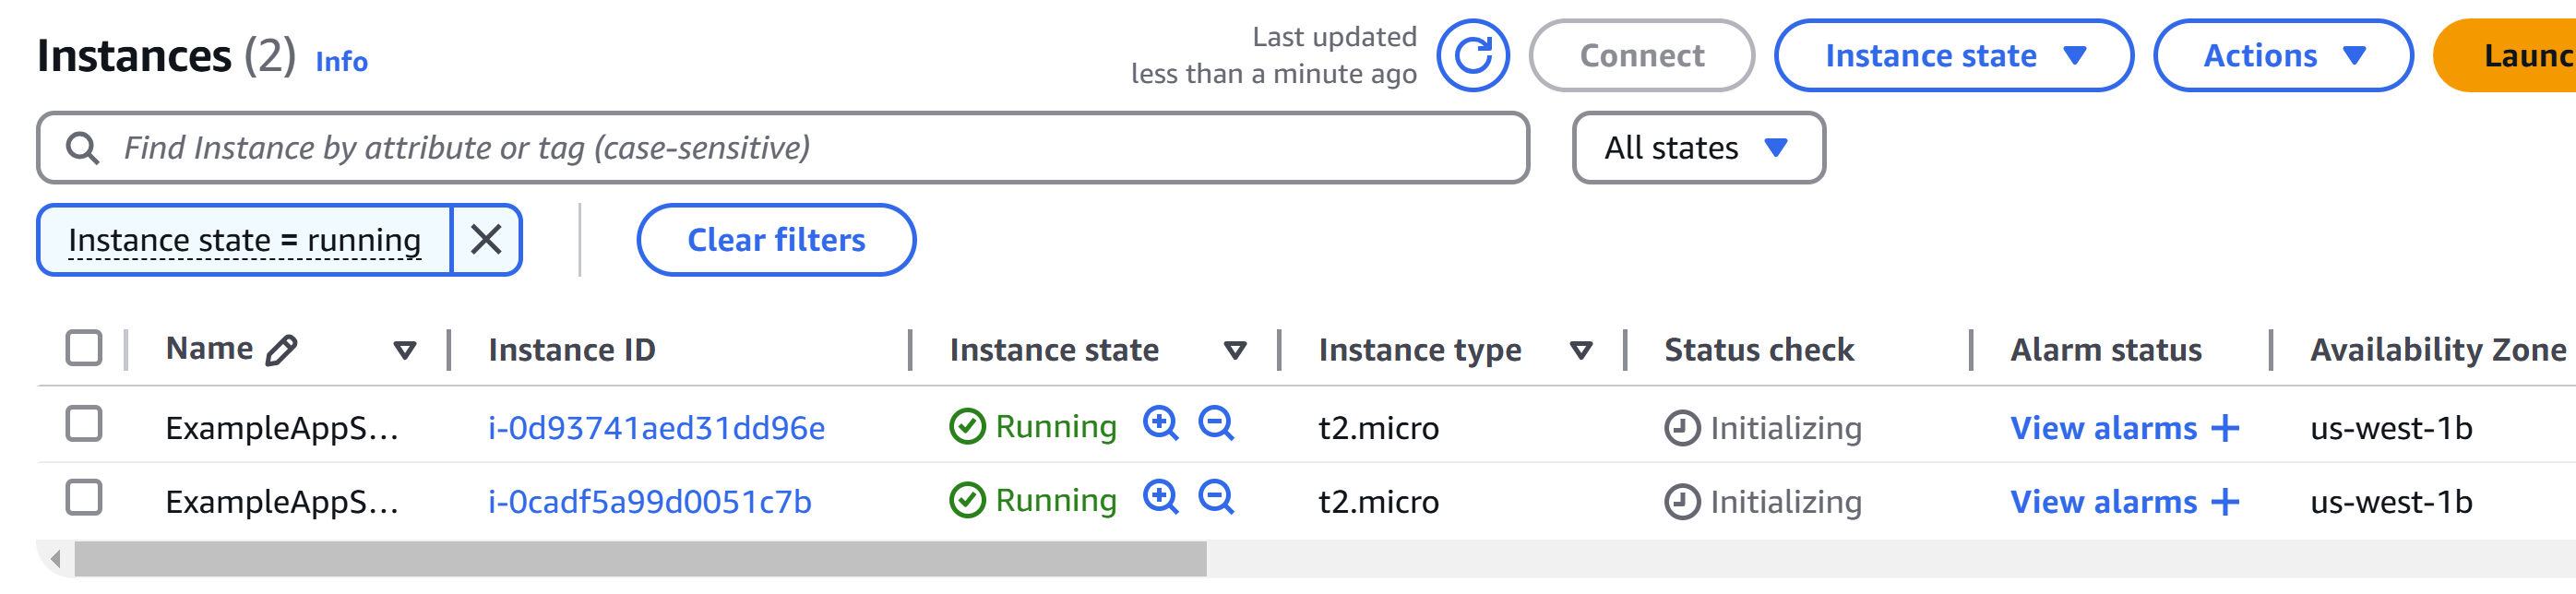 Instances (2) Info
Last updated
less than a minute ago
Connect
Instance state
Actions
Launc
Find Instance by attribute or tag (case-sensitive)
All states
Instance state = running
Clear filters
Name Instance ID Instance state Instance type Status check Alarm status Availability Zone
ExampleAppS... i-0d93741aed31dd96e Running t2.micro Initializing View alarms + us-west-1b
ExampleAppS... i-0cadf5a99d0051c7b Running t2.micro Initializing View alarms + us-west-1b